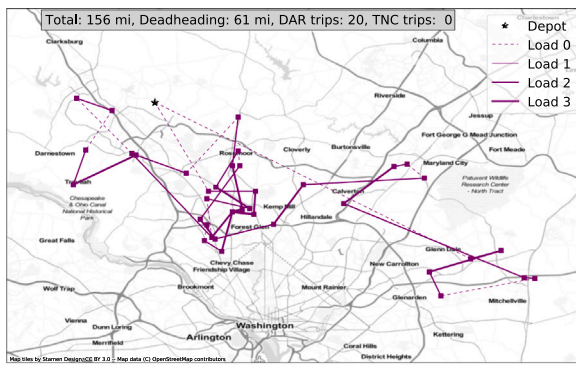 Total: 156 mi, Deadheading: 61 mi, DAR trips: 20, TNC trips: 0
Depot
Load 0
Load 1
Load 2
Load 3
Clarksburg
Columbia
Riverside
Jessup
Fort George G Mead Junction
Darnestown
Cloverly
Burtonsville
Fort Meade
Maryland City
Calverton
Patuxent Wildlife
Research Center
- North Tract
Chesapeake
& Ohio Canal
National Historical
Park
Kemp Mill
Hillandale
Great Falls
Forest Glen
Glenn Dale
Chevy Chase
Friendship Village
New Carrollton
Wolf Trap
Brookmont
Mount Rainier
Glenarden
Mitchellville
Vienna
Dunn Loring
Washington
Kettering
Merrifield
Arlington
Coral Hills
District Heights
Map tiles by Stamen Design/CC BY 3.0 -- Map data (C) OpenStreetMap contributors